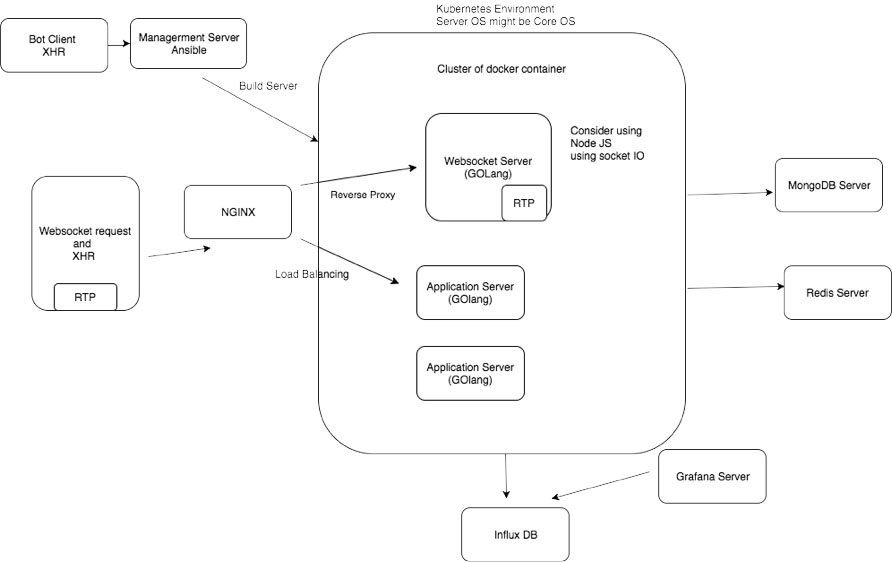 Kubernetes Environment
Server OS might be Core OS
Bot Client
XHR
Management Server
Ansible
Build Server
Cluster of docker container
Websocket Server
(GOLang)
RTP
Consider using
Node JS
using socket IO
Websocket request
and
XHR
RTP
NGINX
Reverse Proxy
Load Balancing
Application Server
(GOlang)
Application Server
(GOlang)
MongoDB Server
Redis Server
Grafana Server
Influx DB